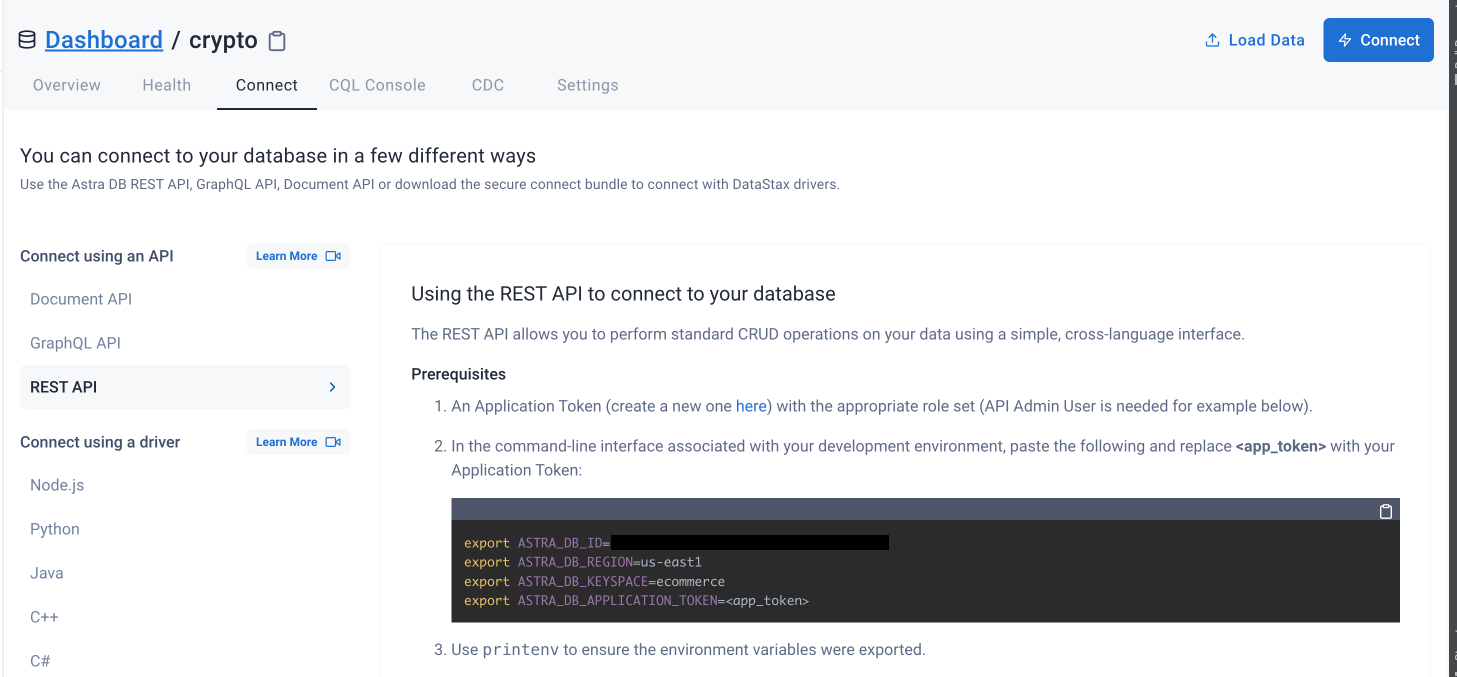 Dashboard / crypto
Load Data
Connect
Overview
Health
Connect
CQL Console
CDC
Settings
You can connect to your database in a few different ways
Use the Astra DB REST API, GraphQL API, Document API or download the secure connect bundle to connect with DataStax drivers.
Connect using an API
Learn More
Document API
GraphQL API
REST API
Connect using a driver
Learn More
Node.js
Python
Java
C++
C#
Using the REST API to connect to your database
The REST API allows you to perform standard CRUD operations on your data using a simple, cross-language interface.
Prerequisites
1. An Application Token (create a new one here) with the appropriate role set (API Admin User is needed for example below).
2. In the command-line interface associated with your development environment, paste the following and replace <app_token> with your
Application Token:
export ASTRA_DB_ID=
export ASTRA_DB_REGION=us-east1
export ASTRA_DB_KEYSPACE=ecommerce
export ASTRA_DB_APPLICATION_TOKEN=<app_token>
3. Use printenv to ensure the environment variables were exported.